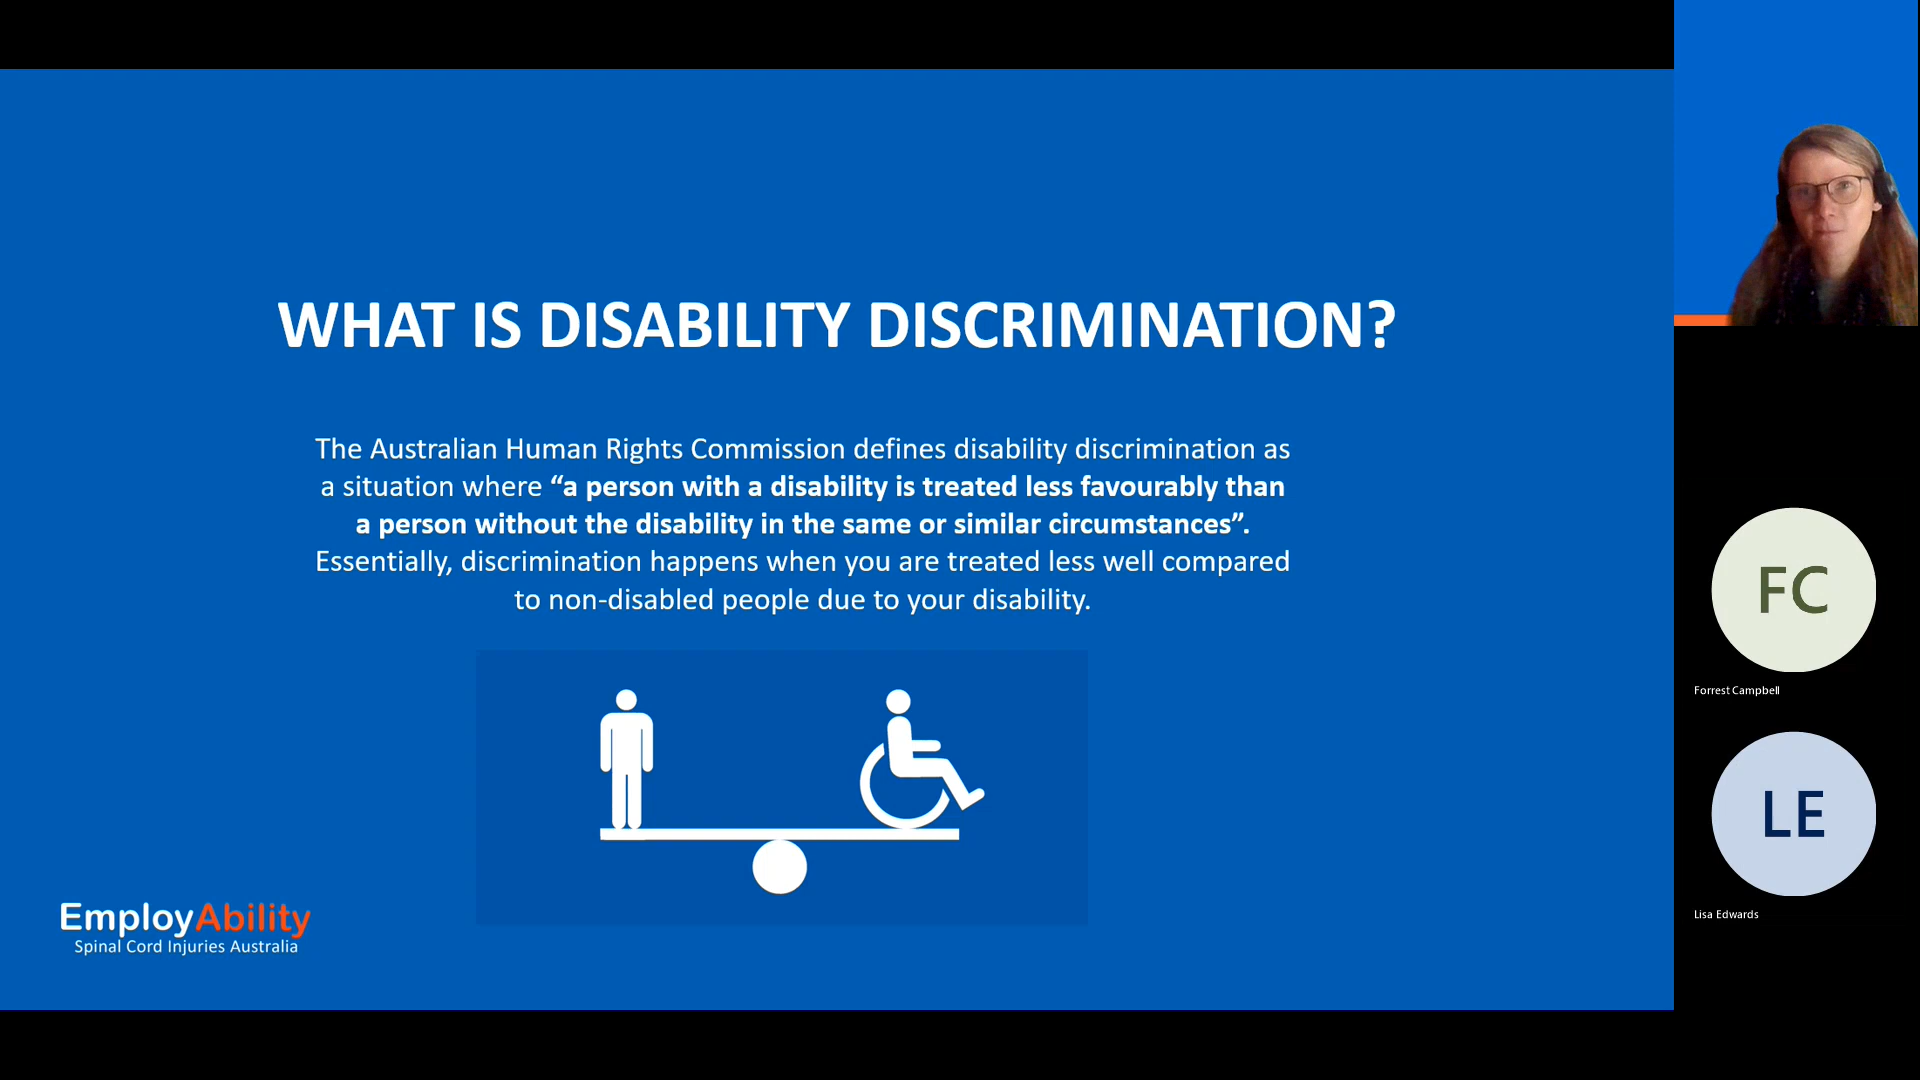 WHAT IS DISABILITY DISCRIMINATION?
The Australian Human Rights Commission defines disability discrimination as
a situation where “a person with a disability is treated less favourably than
a person without the disability in the same or similar circumstances”.
Essentially, discrimination happens when you are treated less well compared
to non-disabled people due to your disability.
EmployAbility
Spinal Cord Injuries Australia
FC
Forrest Campbell
LE
Lisa Edwards